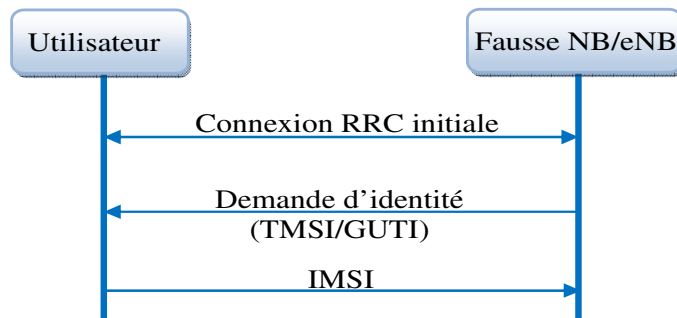 Utilisateur
Fausse NB/eNB
Connexion RRC initiale
Demande d'identité
(TMSI/GUTI)
IMSI